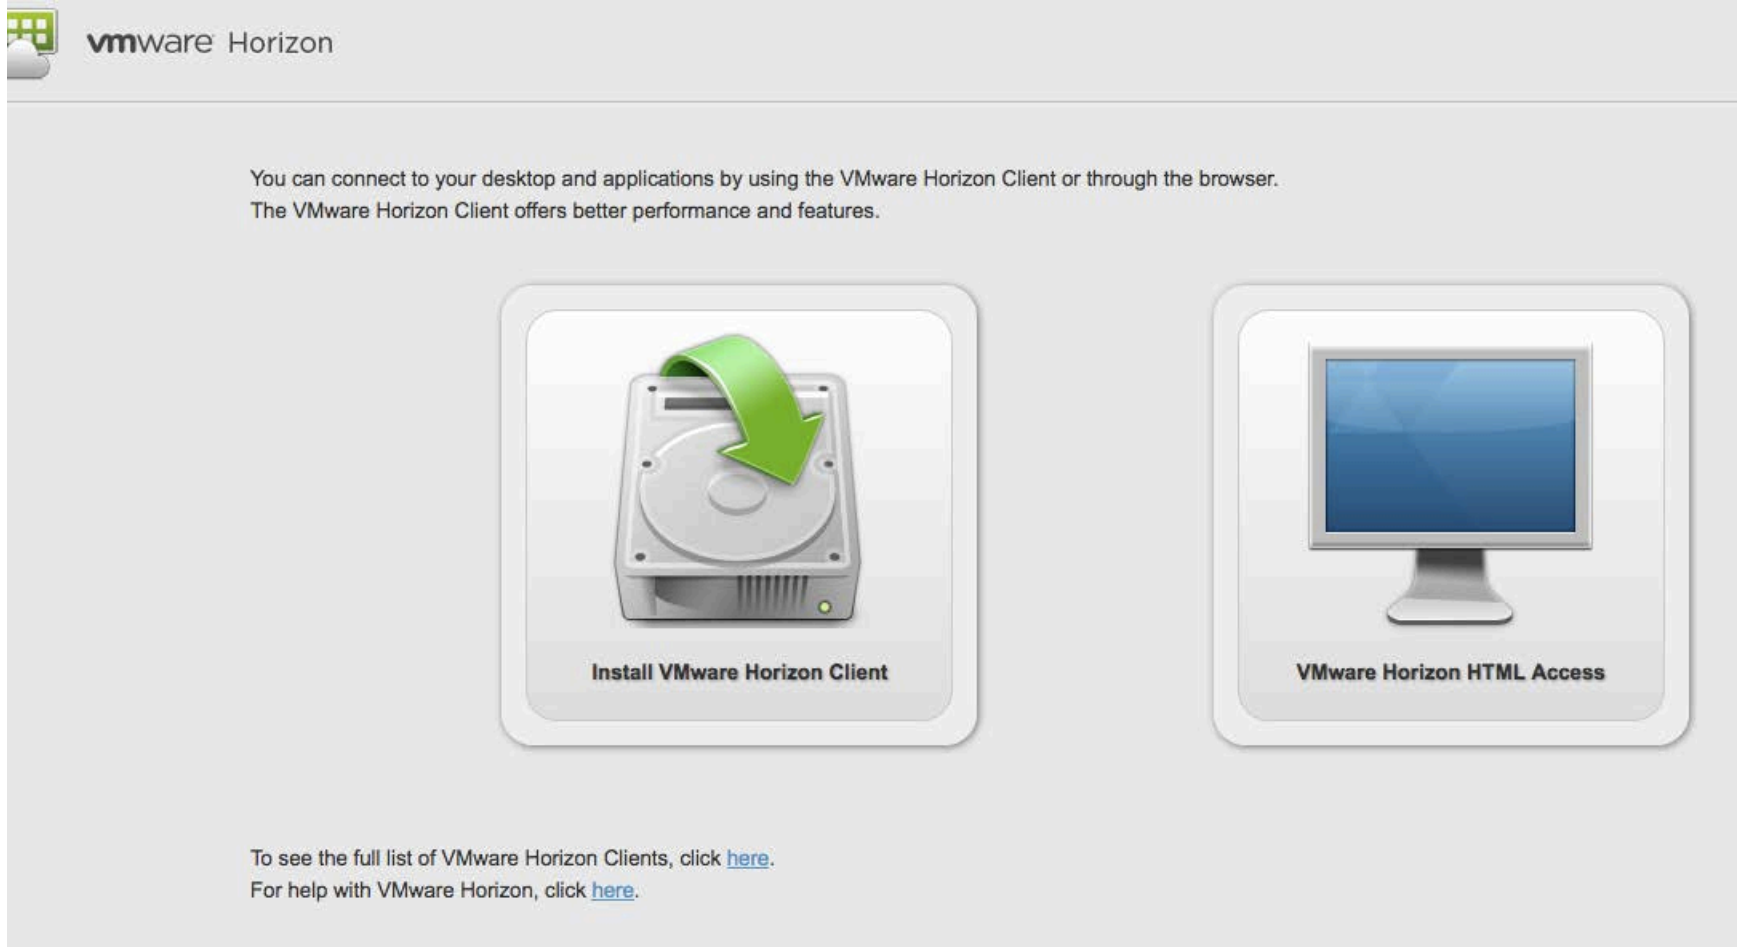 vmware Horizon
You can connect to your desktop and applications by using the VMware Horizon Client or through the browser.
The VMware Horizon Client offers better performance and features.
Install VMware Horizon Client
VMware Horizon HTML Access
To see the full list of VMware Horizon Clients, click here.
For help with VMware Horizon, click here.